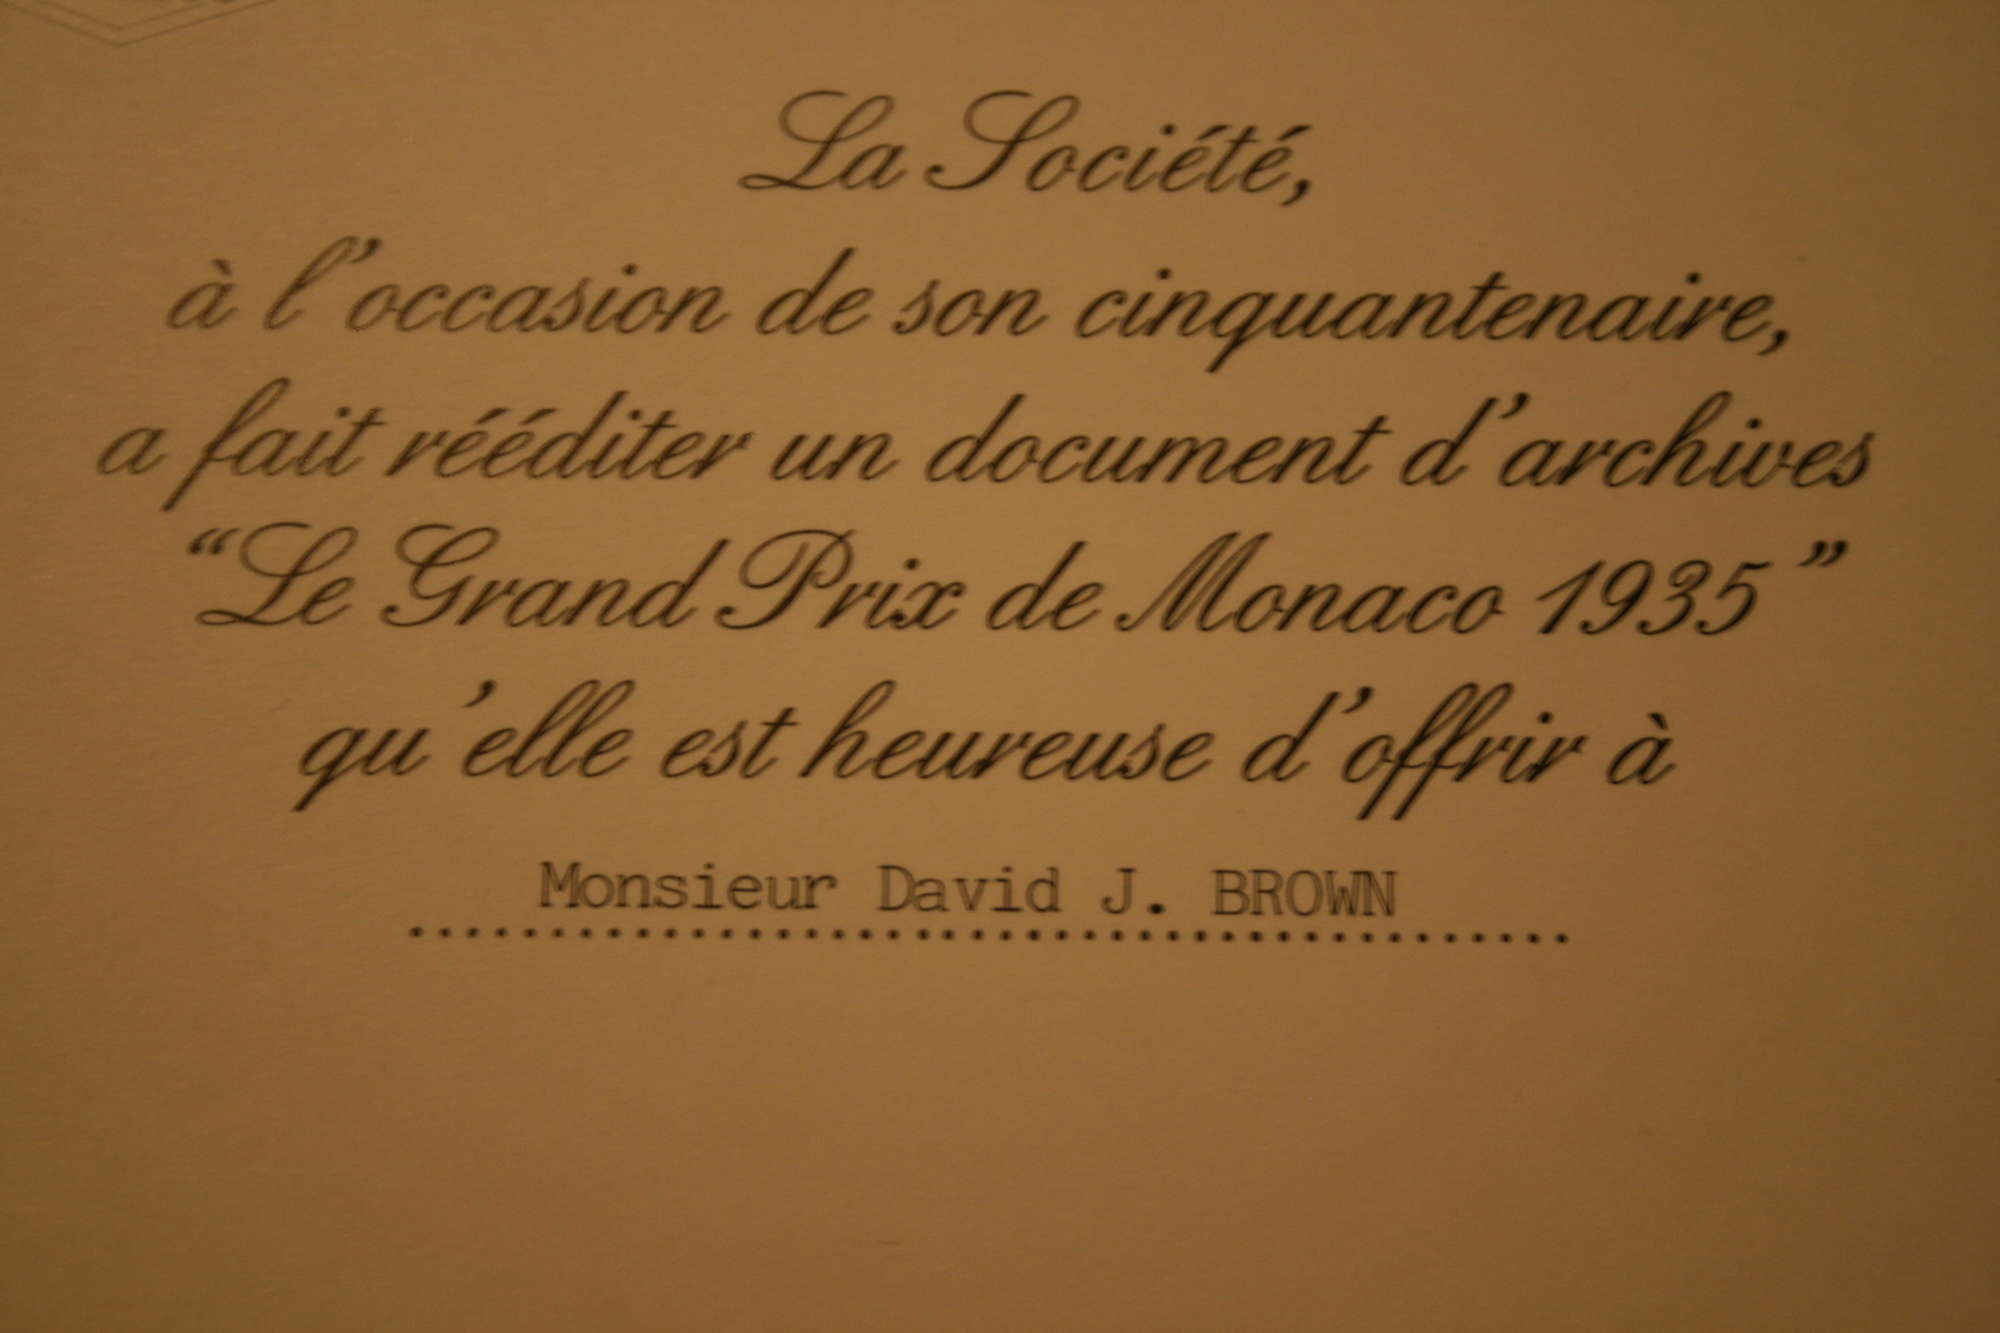 La Société,
à l'occasion de son cinquantenaire,
a fait rééditer un document d'archives
“Le Grand Prix de Monaco 1935”
qu'elle est heureuse d'offrir à
Monsieur David J. BROWN